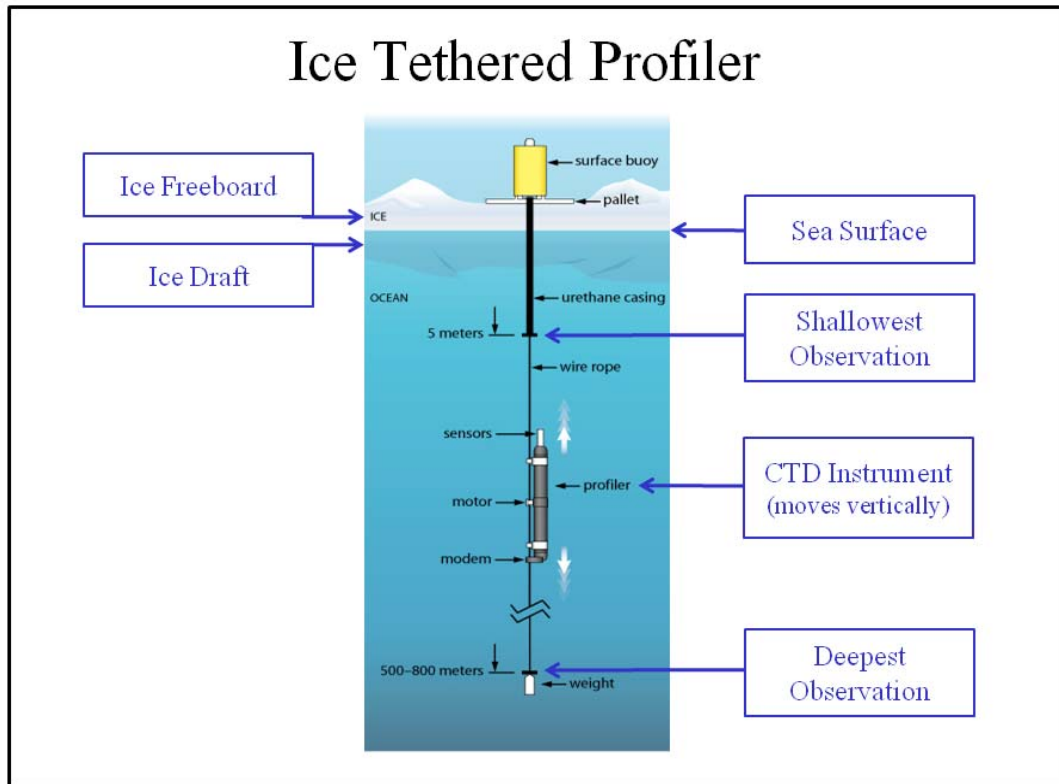 Ice Tethered Profiler
surface buoy
Ice Freeboard
pallet
ICE
Sea Surface
Ice Draft
OCEAN
urethane casing
Shallowest
Observation
5 meters
wire rope
sensors
CTD Instrument
(moves vertically)
profiler
motor
modem
Deepest
Observation
500–800 meters
weight